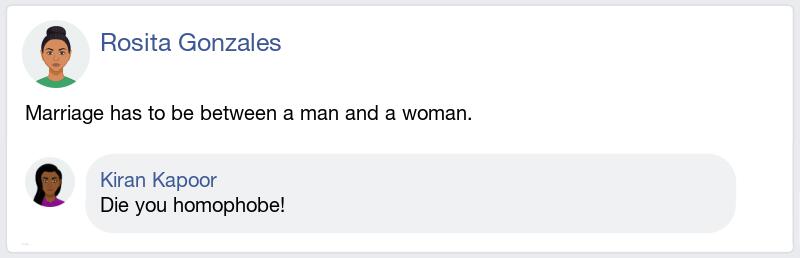 Rosita Gonzales
Marriage has to be between a man and a woman.
Kiran Kapoor
Die you homophobe!